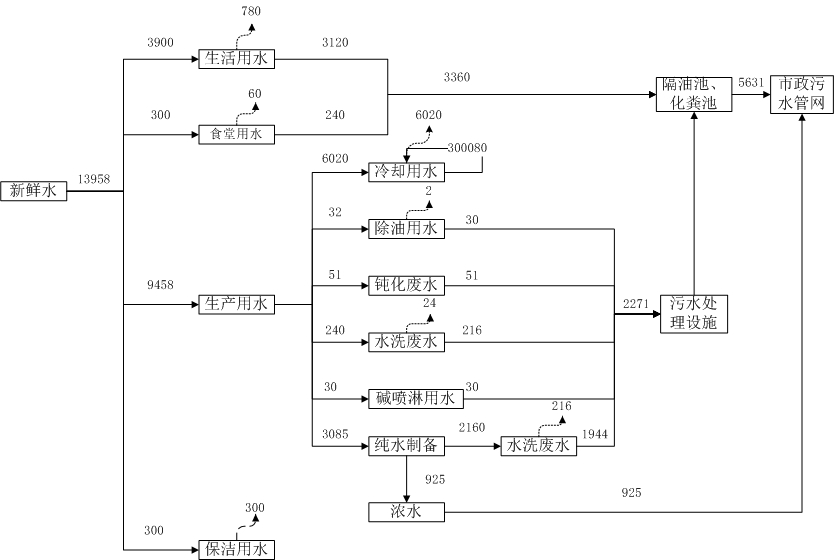 780
3900
生活用水
3120
3360
隔油池、
化粪池
5631
市政污
水管网
60
300
食堂用水
240
6020
300080
6020
冷却用水
新鲜水
13958
2
32
除油用水
30
9458
生产用水
51
钝化废水
51
24
240
水洗废水
216
2271
污水处
理设施
30
碱喷淋用水
30
216
3085
纯水制备
2160
水洗废水
1944
925
浓水
925
300
300
保洁用水